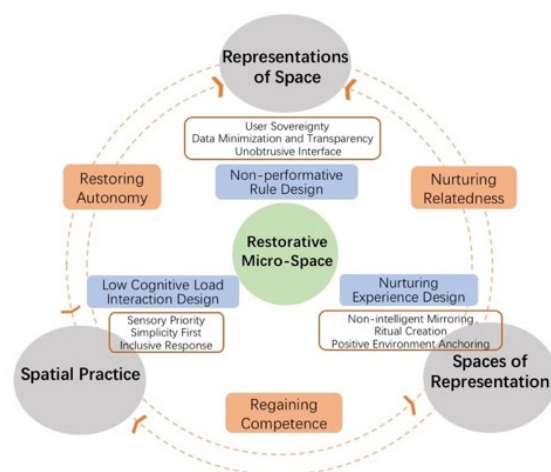 Representations
of Space
User Sovereignty
Data Minimization and Transparency
Unobtrusive Interface
Non-performative
Rule Design
Restoring
Autonomy
Nurturing
Relatedness
Restorative
Micro-Space
Low Cognitive Load
Interaction Design
Sensory Priority
Simplicity First
Inclusive Response
Nurturing
Experience Design
Non-intelligent Mirroring
Ritual Creation
Positive Environment Anchoring
Spatial Practice
Spaces of
Representation
Regaining
Competence